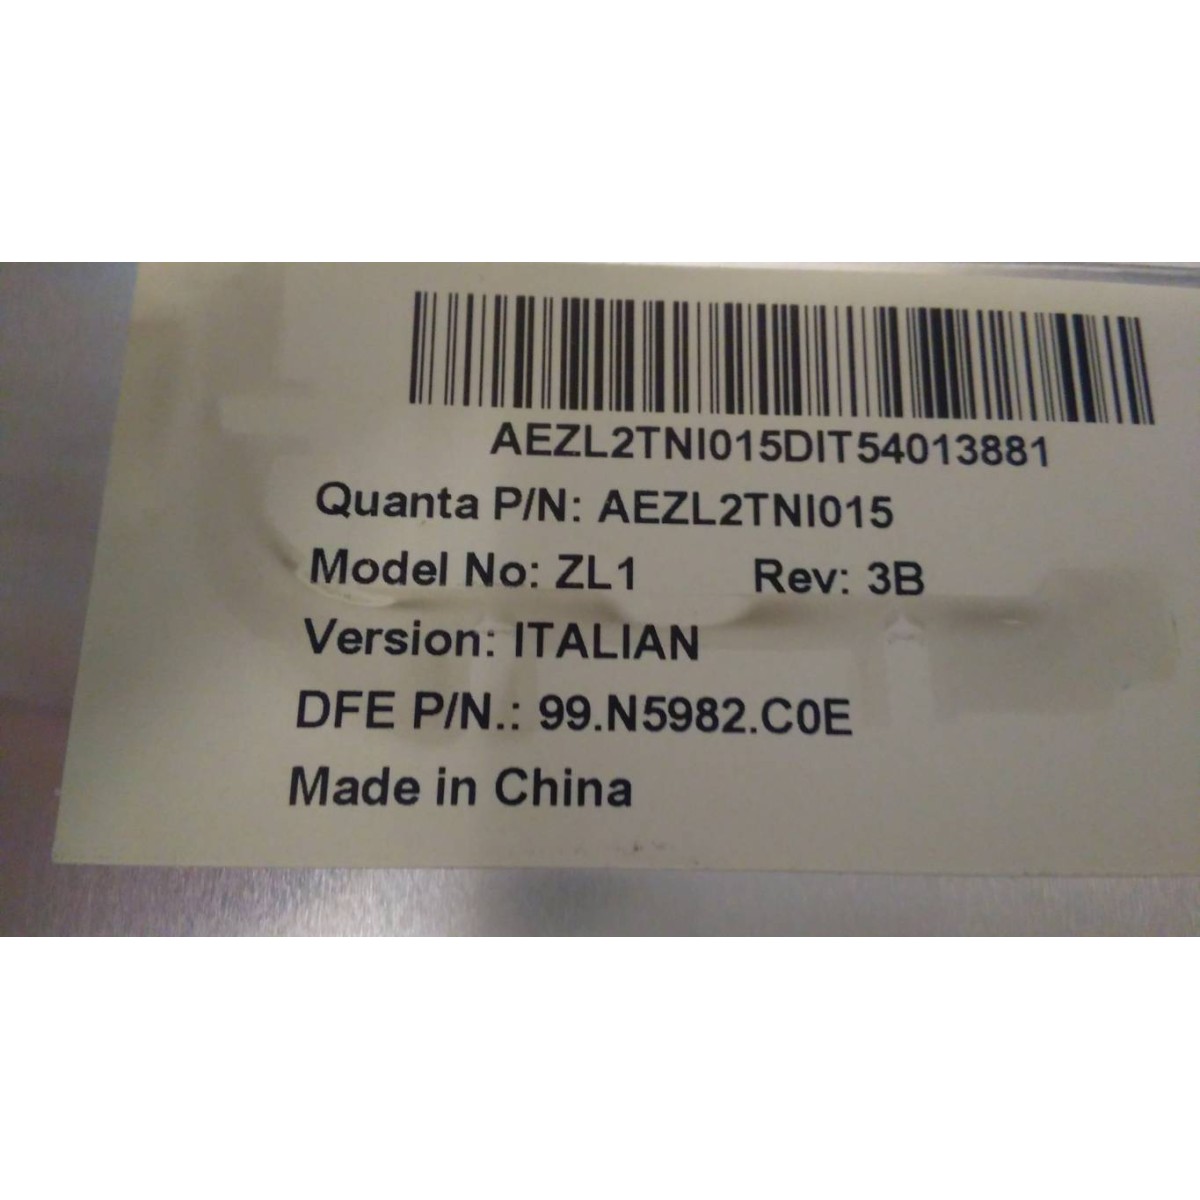 AEZL2TNI015DIT54013881
Quanta P/N: AEZL2TNI015
Model No: ZL1 Rev: 3B
Version: ITALIAN
DFE P/N.: 99.N5982.C0E
Made in China